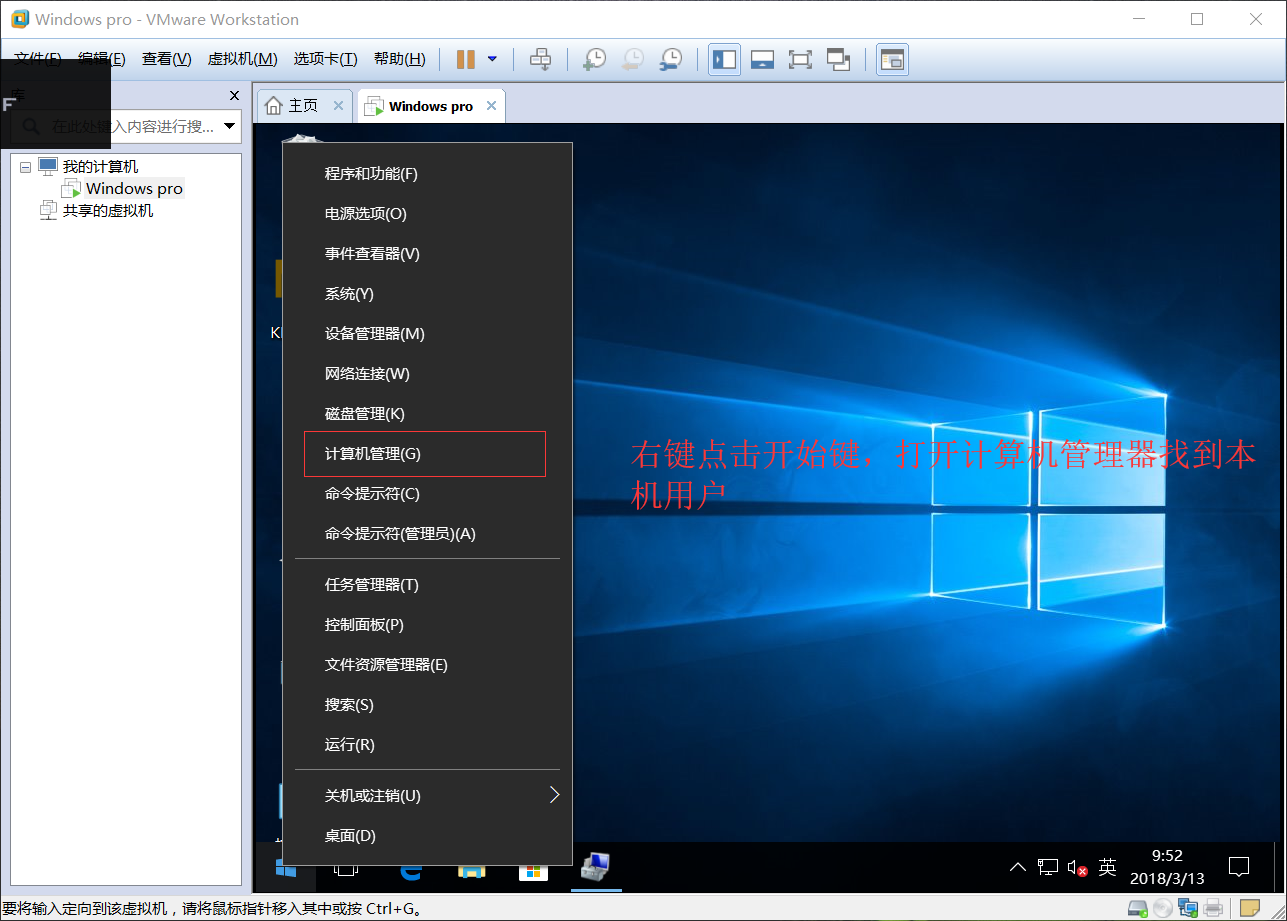 Windows pro - VMware Workstation
文件(F) 编辑(E) 查看(V) 虚拟机(M) 选项卡(T) 帮助(H)
库
F
在此处键入内容进行搜...
主页
Windows pro
我的计算机
Windows pro
共享的虚拟机
程序和功能(F)
电源选项(O)
事件查看器(V)
系统(Y)
设备管理器(M)
网络连接(W)
磁盘管理(K)
计算机管理(G)
命令提示符(C)
命令提示符(管理员)(A)
任务管理器(T)
控制面板(P)
文件资源管理器(E)
搜索(S)
运行(R)
关机或注销(U)
桌面(D)
右键点击开始键，打开计算机管理器找到本
机用户
英
9:52
2018/3/13
要将输入定向到该虚拟机，请将鼠标指针移入其中或按 Ctrl+G。